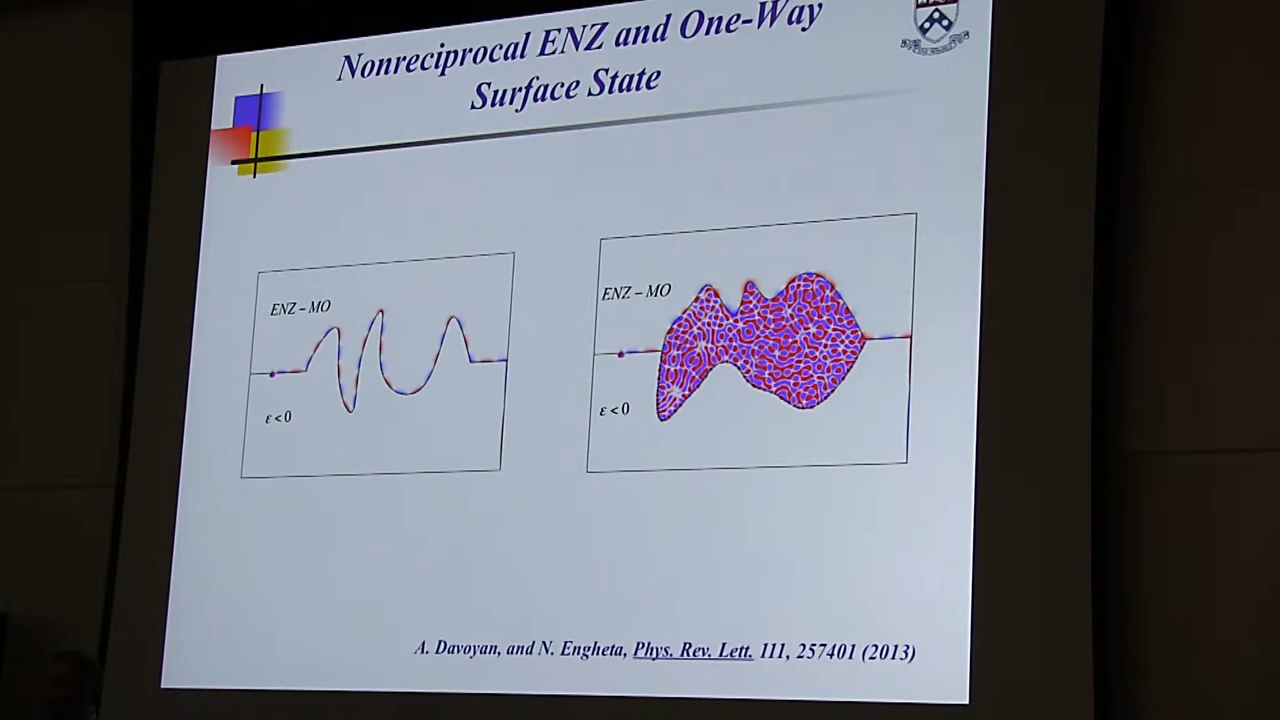 Nonreciprocal ENZ and One-Way
Surface State
ENZ – MO
ε < 0
ENZ – MO
ε < 0
A. Davoyan, and N. Engheta, Phys. Rev. Lett. 111, 257401 (2013)